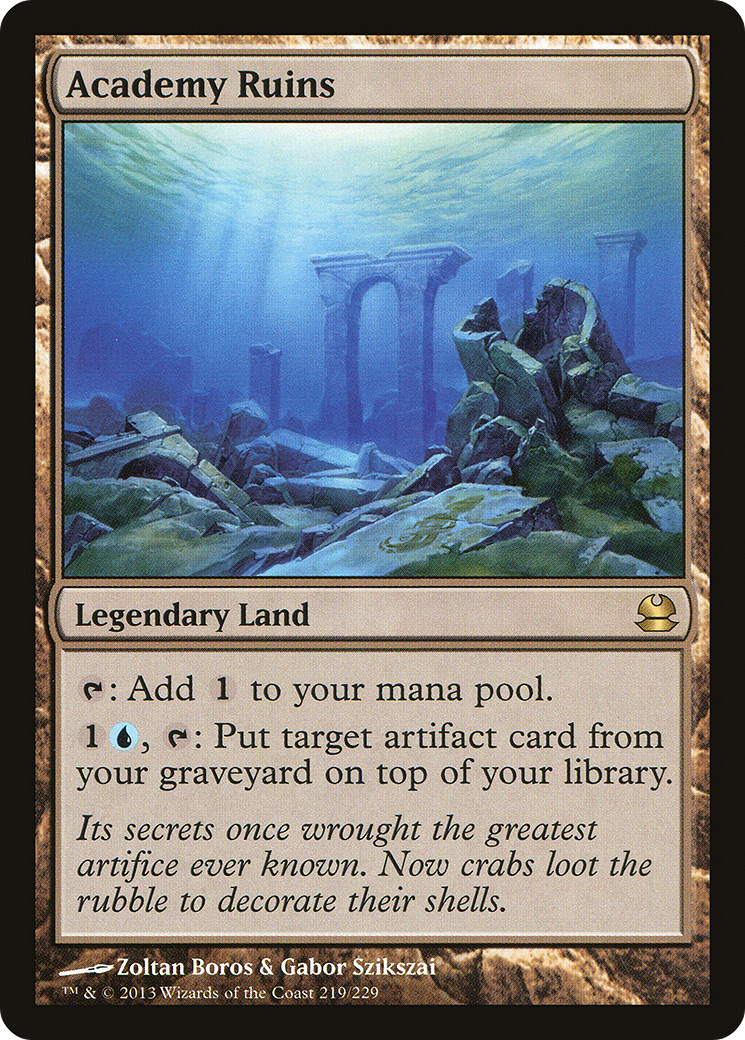 Academy Ruins
Legendary Land
: Add 1 to your mana pool.
1, : Put target artifact card from
your graveyard on top of your library.
Its secrets once wrought the greatest
artifice ever known. Now crabs loot the
rubble to decorate their shells.
Zoltan Boros & Gabor Szikszai
™ & © 2013 Wizards of the Coast 219/229